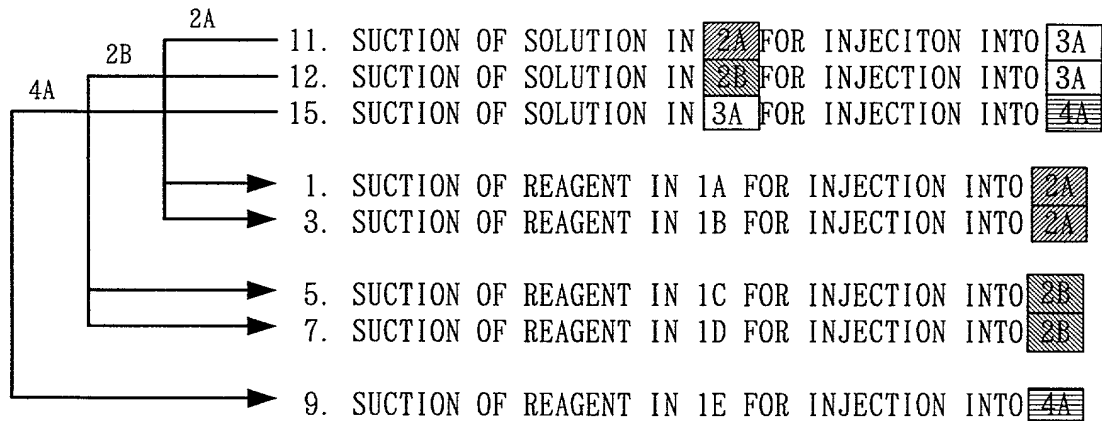 2A
11. SUCTION OF SOLUTION IN 2A FOR INJECITON INTO 3A
2B
12. SUCTION OF SOLUTION IN 2B FOR INJECTION INTO 3A
4A
15. SUCTION OF SOLUTION IN 3A FOR INJECTION INTO 4A
1. SUCTION OF REAGENT IN 1A FOR INJECTION INTO 2A
3. SUCTION OF REAGENT IN 1B FOR INJECTION INTO 2A
5. SUCTION OF REAGENT IN 1C FOR INJECTION INTO 2B
7. SUCTION OF REAGENT IN 1D FOR INJECTION INTO 2B
9. SUCTION OF REAGENT IN 1E FOR INJECTION INTO 4A